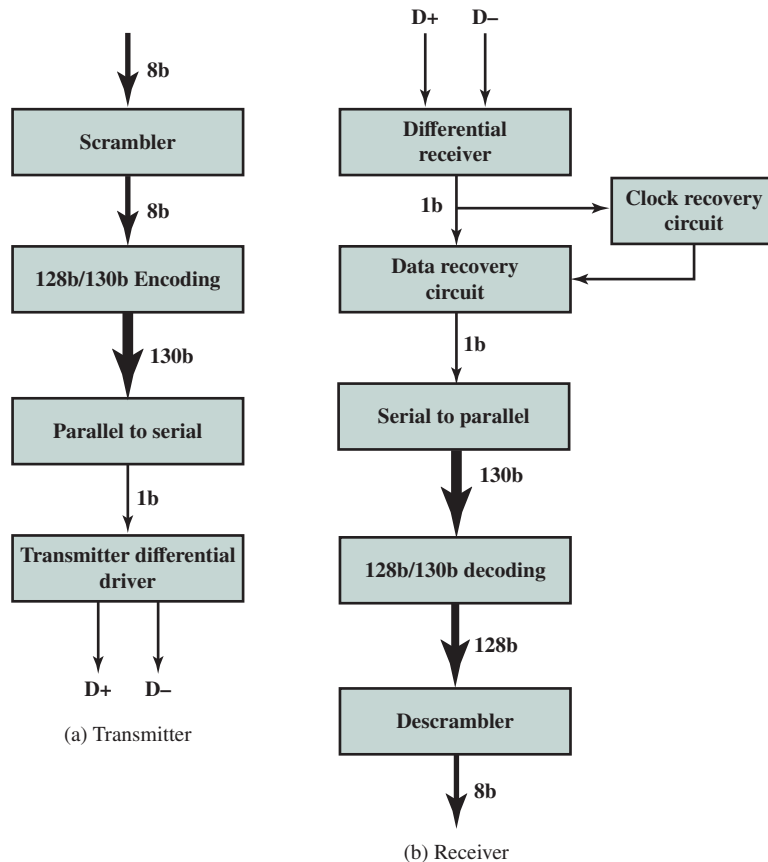 8b
Scrambler
8b
128b/130b Encoding
130b
Parallel to serial
1b
Transmitter differential
driver
D+ D–
(a) Transmitter
D+ D–
Differential
receiver
1b
Clock recovery
circuit
Data recovery
circuit
1b
Serial to parallel
130b
128b/130b decoding
128b
Descrambler
8b
(b) Receiver